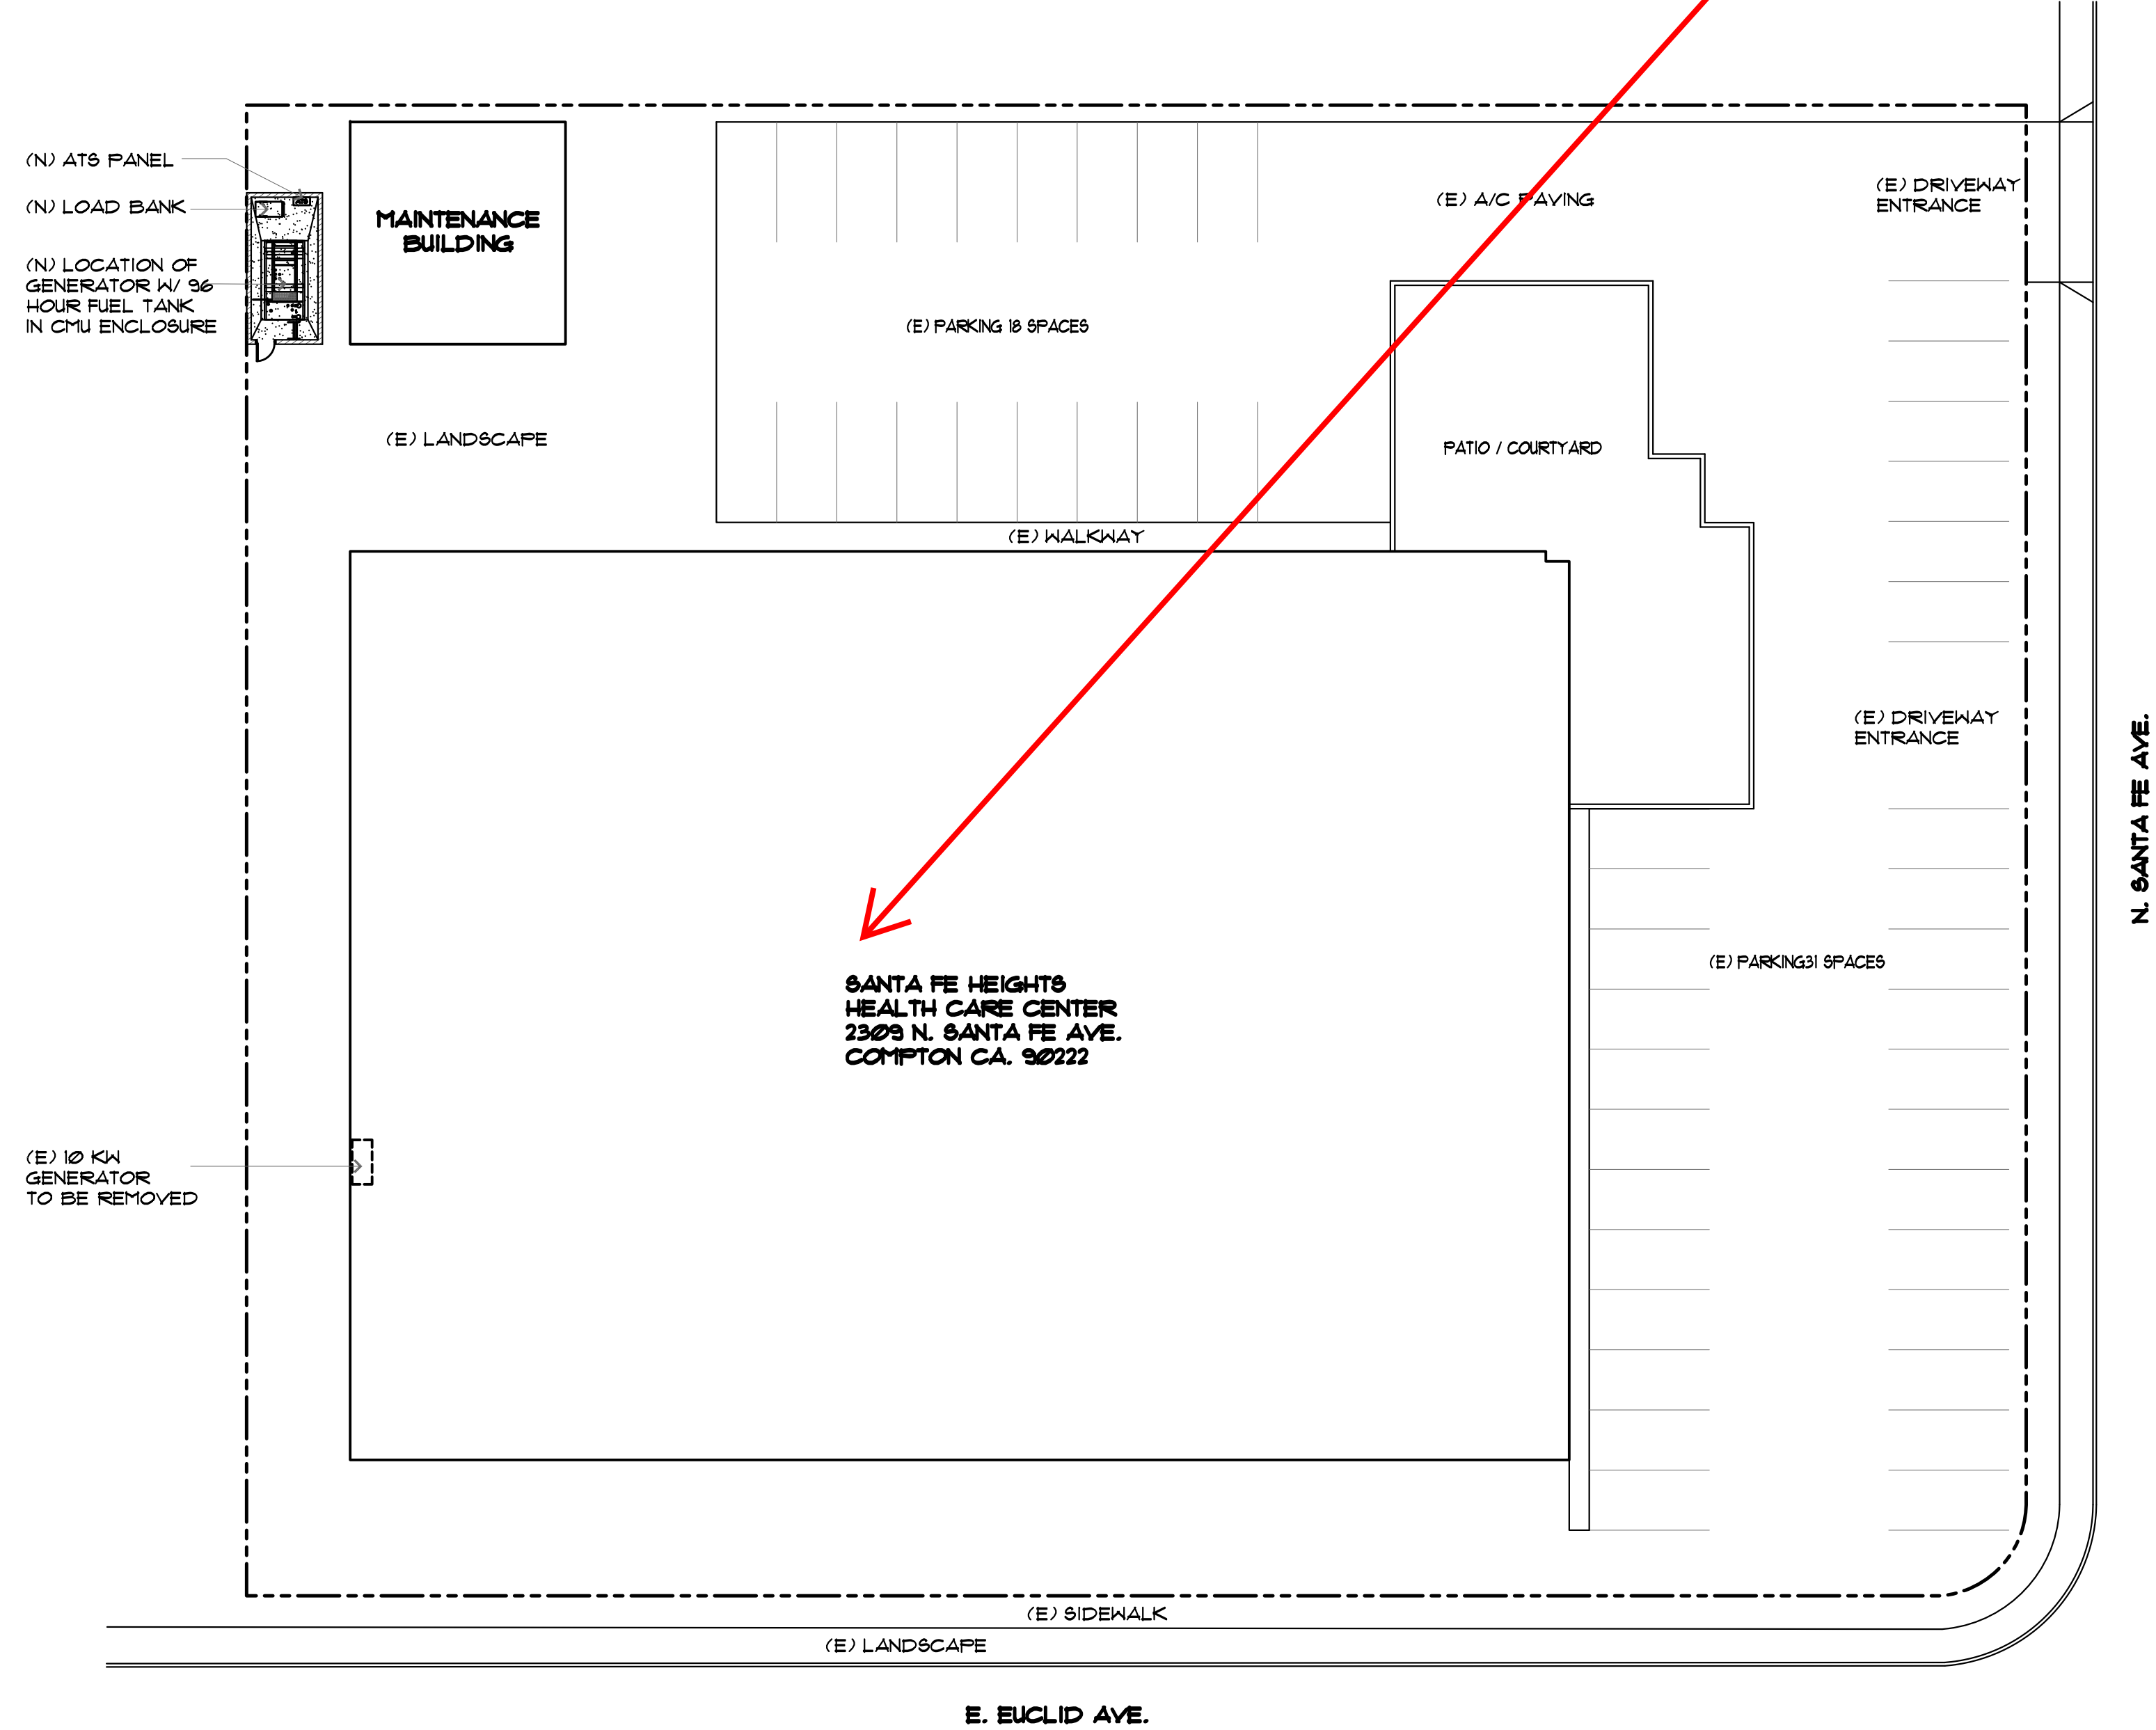 (N) ATS PANEL
(N) LOAD BANK
(N) LOCATION OF
GENERATOR W/ 96
HOUR FUEL TANK
IN CMU ENCLOSURE
MAINTENANCE
BUILDING
(E) A/C PAVING
(E) DRIVEWAY
ENTRANCE
(E) PARKING 18 SPACES
(E) LANDSCAPE
PATIO / COURTYARD
(E) WALKWAY
(E) DRIVEWAY
ENTRANCE
N. SANTA FE AVE.
(E) PARKING31 SPACES
SANTA FE HEIGHTS
HEALTH CARE CENTER
2309 N. SANTA FE AVE.
COMPTON CA. 90222
(E) 10 KW
GENERATOR
TO BE REMOVED
(E) SIDEWALK
(E) LANDSCAPE
E. EUCLID AVE.